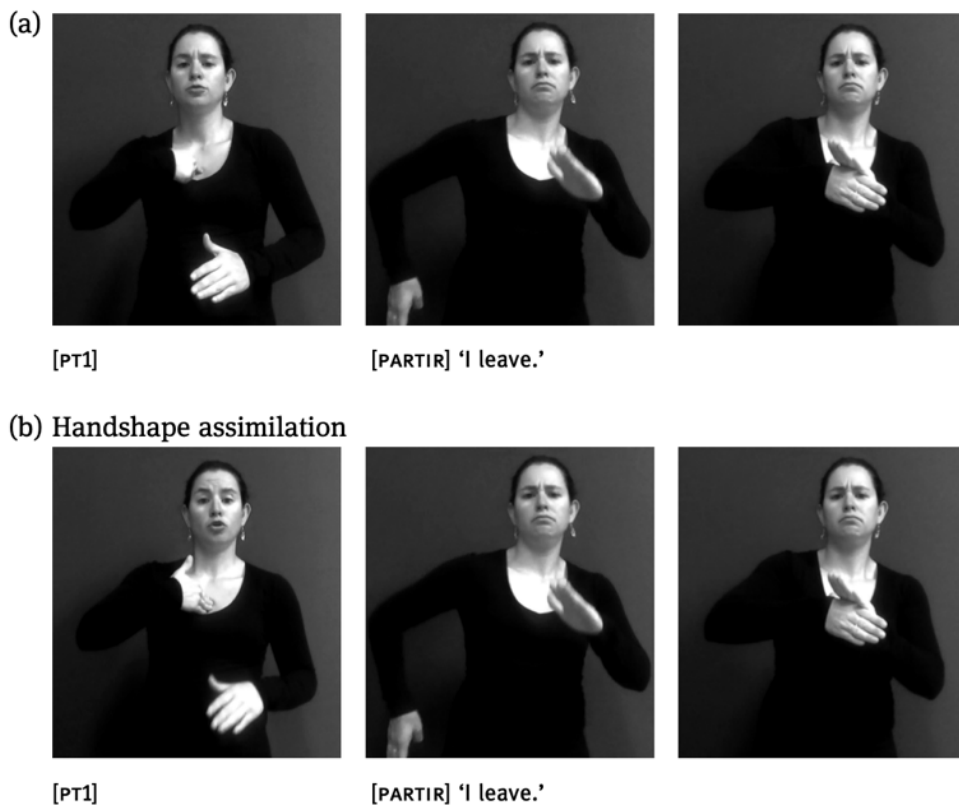 (a)
[PT1] [PARTIR] 'I leave.'
(b) Handshape assimilation
[PT1] [PARTIR] 'I leave.'